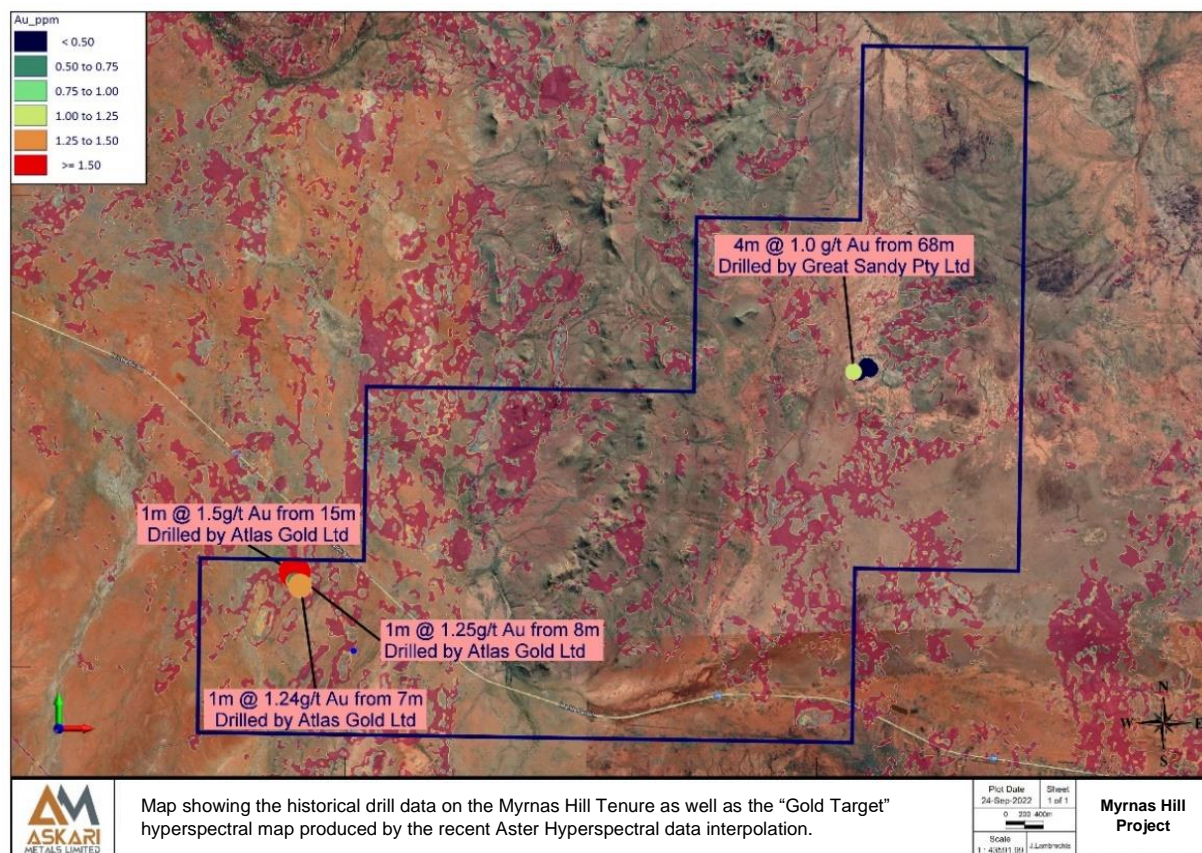 Au_ppm
< 0.50
0.50 to 0.75
0.75 to 1.00
1.00 to 1.25
1.25 to 1.50
>= 1.50
4m @ 1.0 g/t Au from 68m
Drilled by Great Sandy Pty Ltd
1m @ 1.5g/t Au from 15m
Drilled by Atlas Gold Ltd
1m @ 1.25g/t Au from 8m
Drilled by Atlas Gold Ltd
1m @ 1.24g/t Au from 7m
Drilled by Atlas Gold Ltd
N
W
E
S
AM
ASKARI
METALS LIMITED
Map showing the historical drill data on the Myrnas Hill Tenure as well as the “Gold Target”
hyperspectral map produced by the recent Aster Hyperspectral data interpolation.
Plot Date
24-Sep-2022
Sheet
1 of 1
0 200 400m
Scale
1 : 43591.99
J.Lambrechts
Myrnas Hill
Project